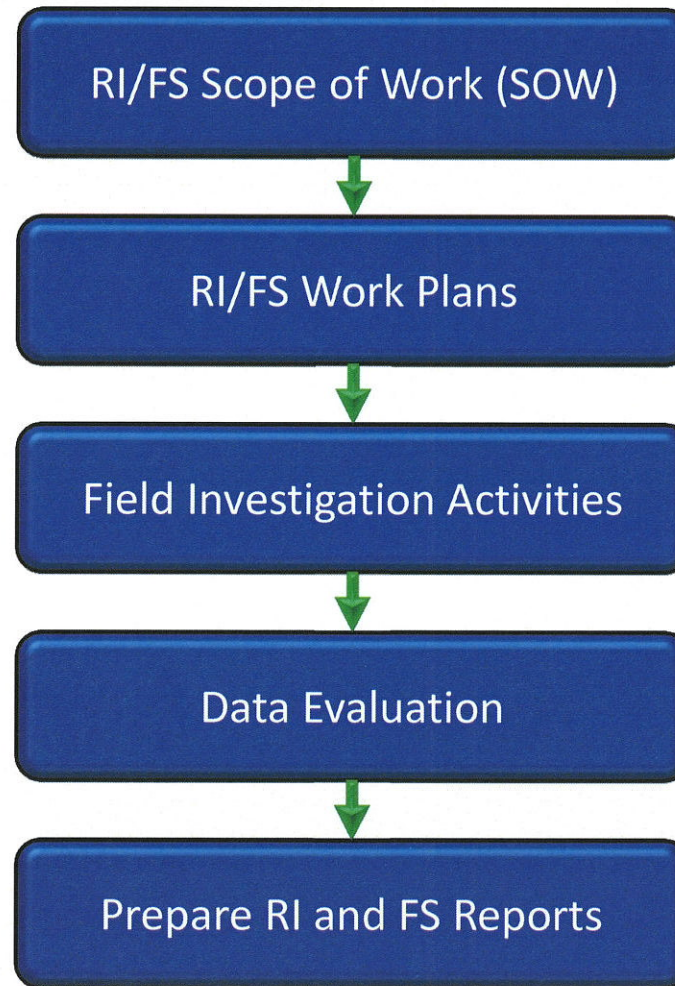 RI/FS Scope of Work (SOW)
RI/FS Work Plans
Field Investigation Activities
Data Evaluation
Prepare RI and FS Reports